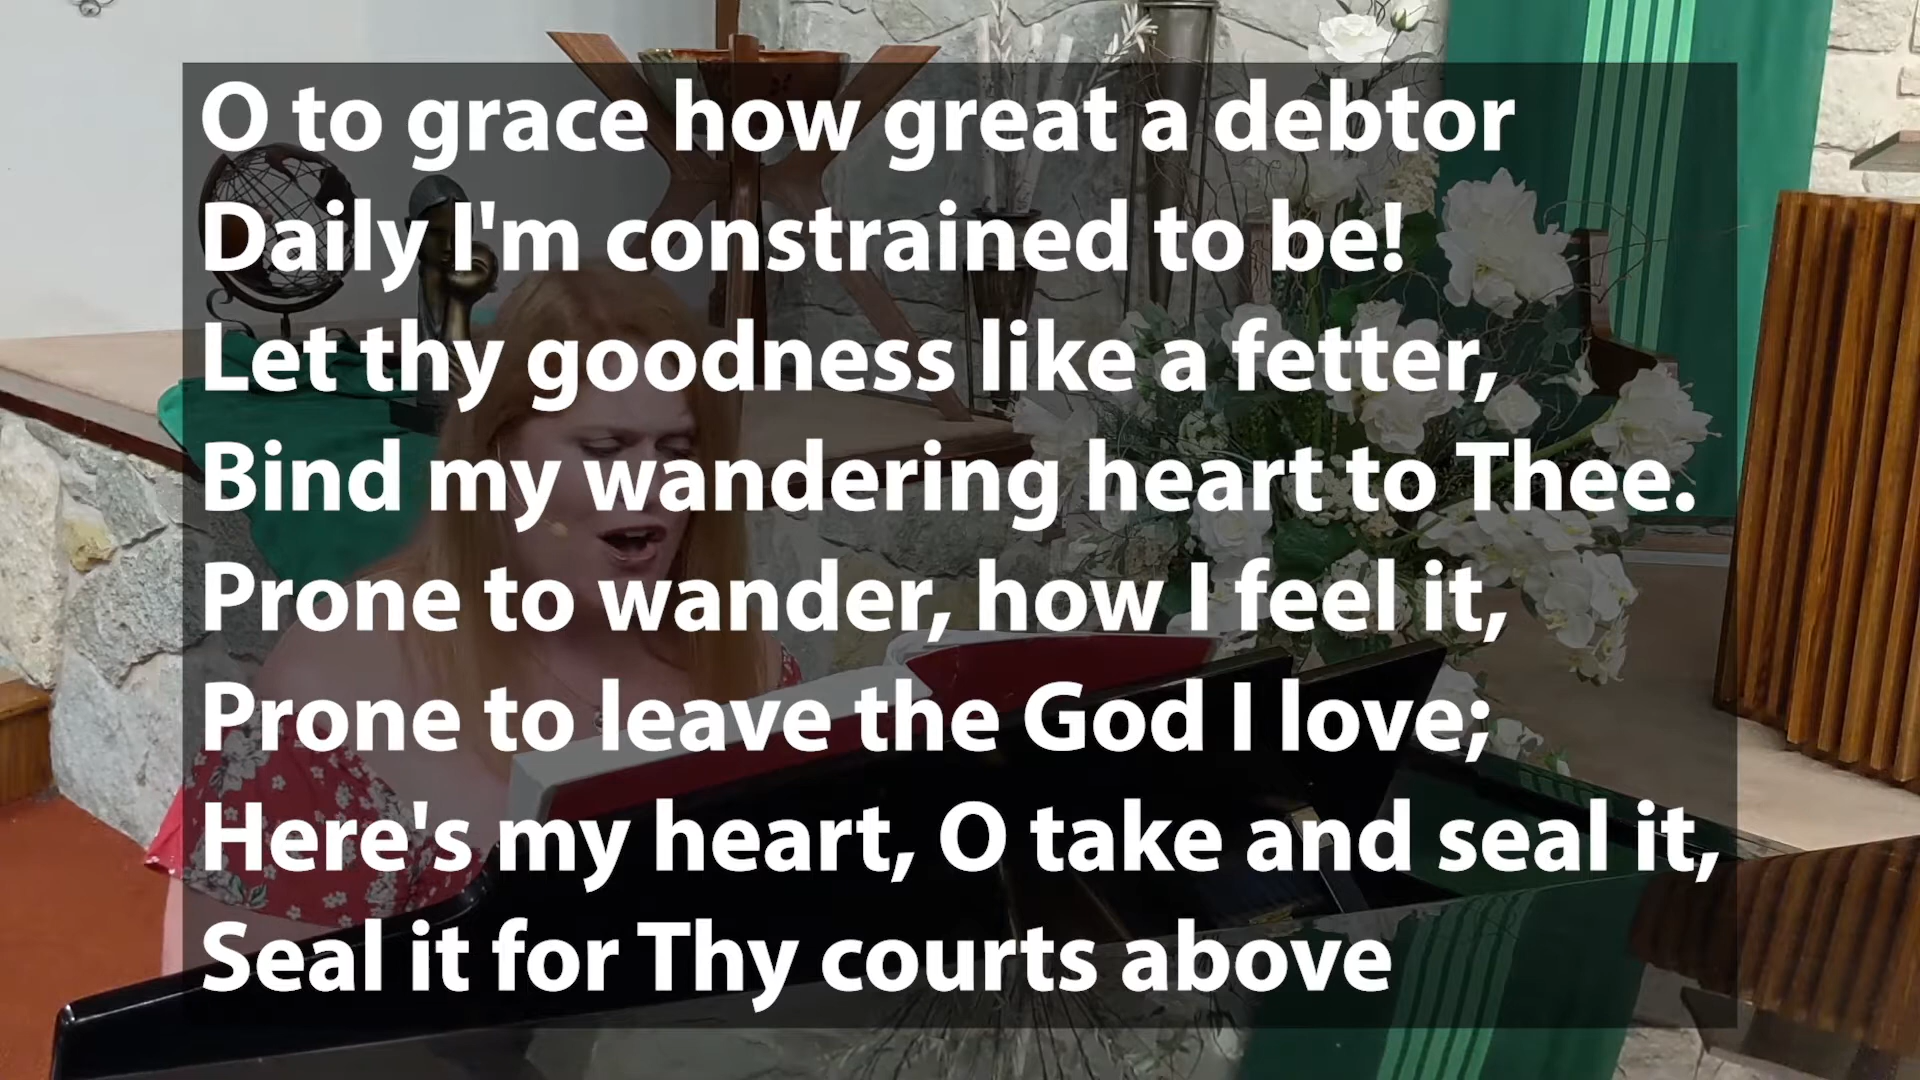 O to grace how great a debtor
Daily I'm constrained to be!
Let thy goodness like a fetter,
Bind my wandering heart to Thee.
Prone to wander, how I feel it,
Prone to leave the God I love;
Here's my heart, O take and seal it,
Seal it for Thy courts above